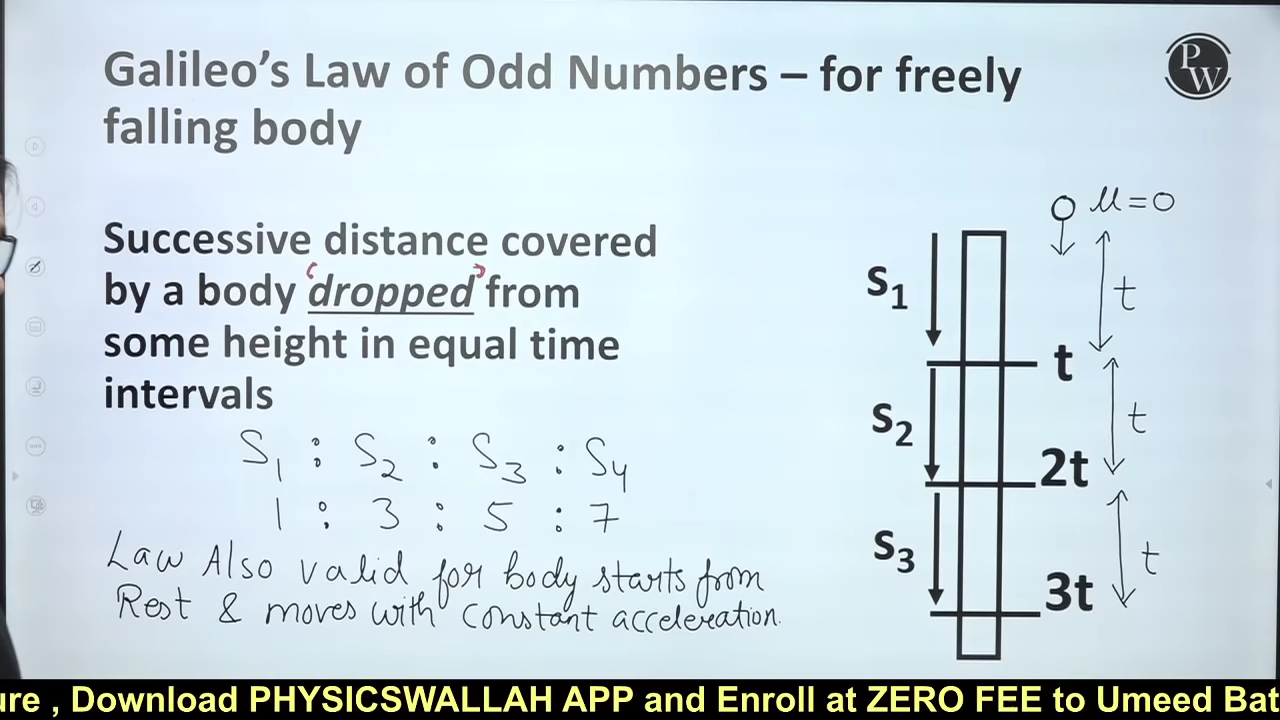 Galileo's Law of Odd Numbers – for freely
falling body
P
W
Successive distance covered
by a body 'dropped' from
some height in equal time
intervals
S1 : S2 : S3 : S4
1 : 3 : 5 : 7
Law Also valid for body starts from
Rest & moves with constant acceleration.
u=0
S1
t
t
S2
t
2t
S3
t
3t
ure , Download PHYSICSWALLAH APP and Enroll at ZERO FEE to Umeed Bat